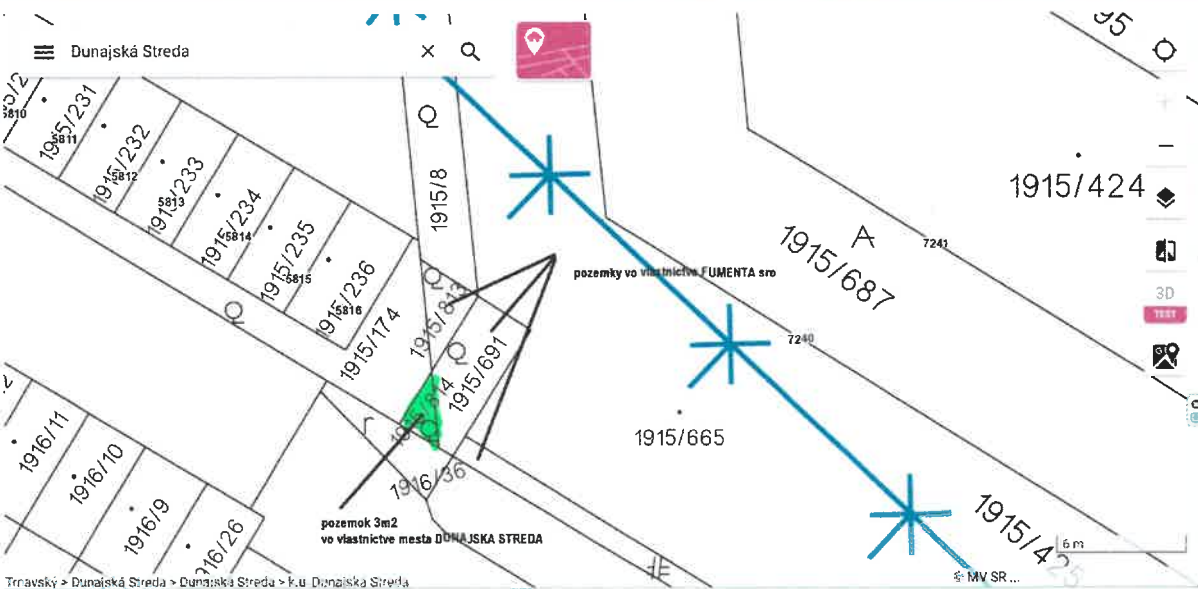 95
Dunajská Streda
1915/231
5810
5811
1915/232
5812
1915/233
5813
1915/234
5814
1915/235
5815
1915/236
5816
1915/8
1915/424
1915/687
7241
pozemky vo vlastníctve FUMENTA sro
3D
TEST
7240
1915/174
1915/691
1915/665
1916/11
1916/10
1916/9
1916/36
pozemok 3m2
vo vlastnictve mesta DUNAJSKA STREDA
6 m
Trnavský > Dunajská Streda > Dunajská Streda > k.ú. Dunajská Streda
© MV SR ...